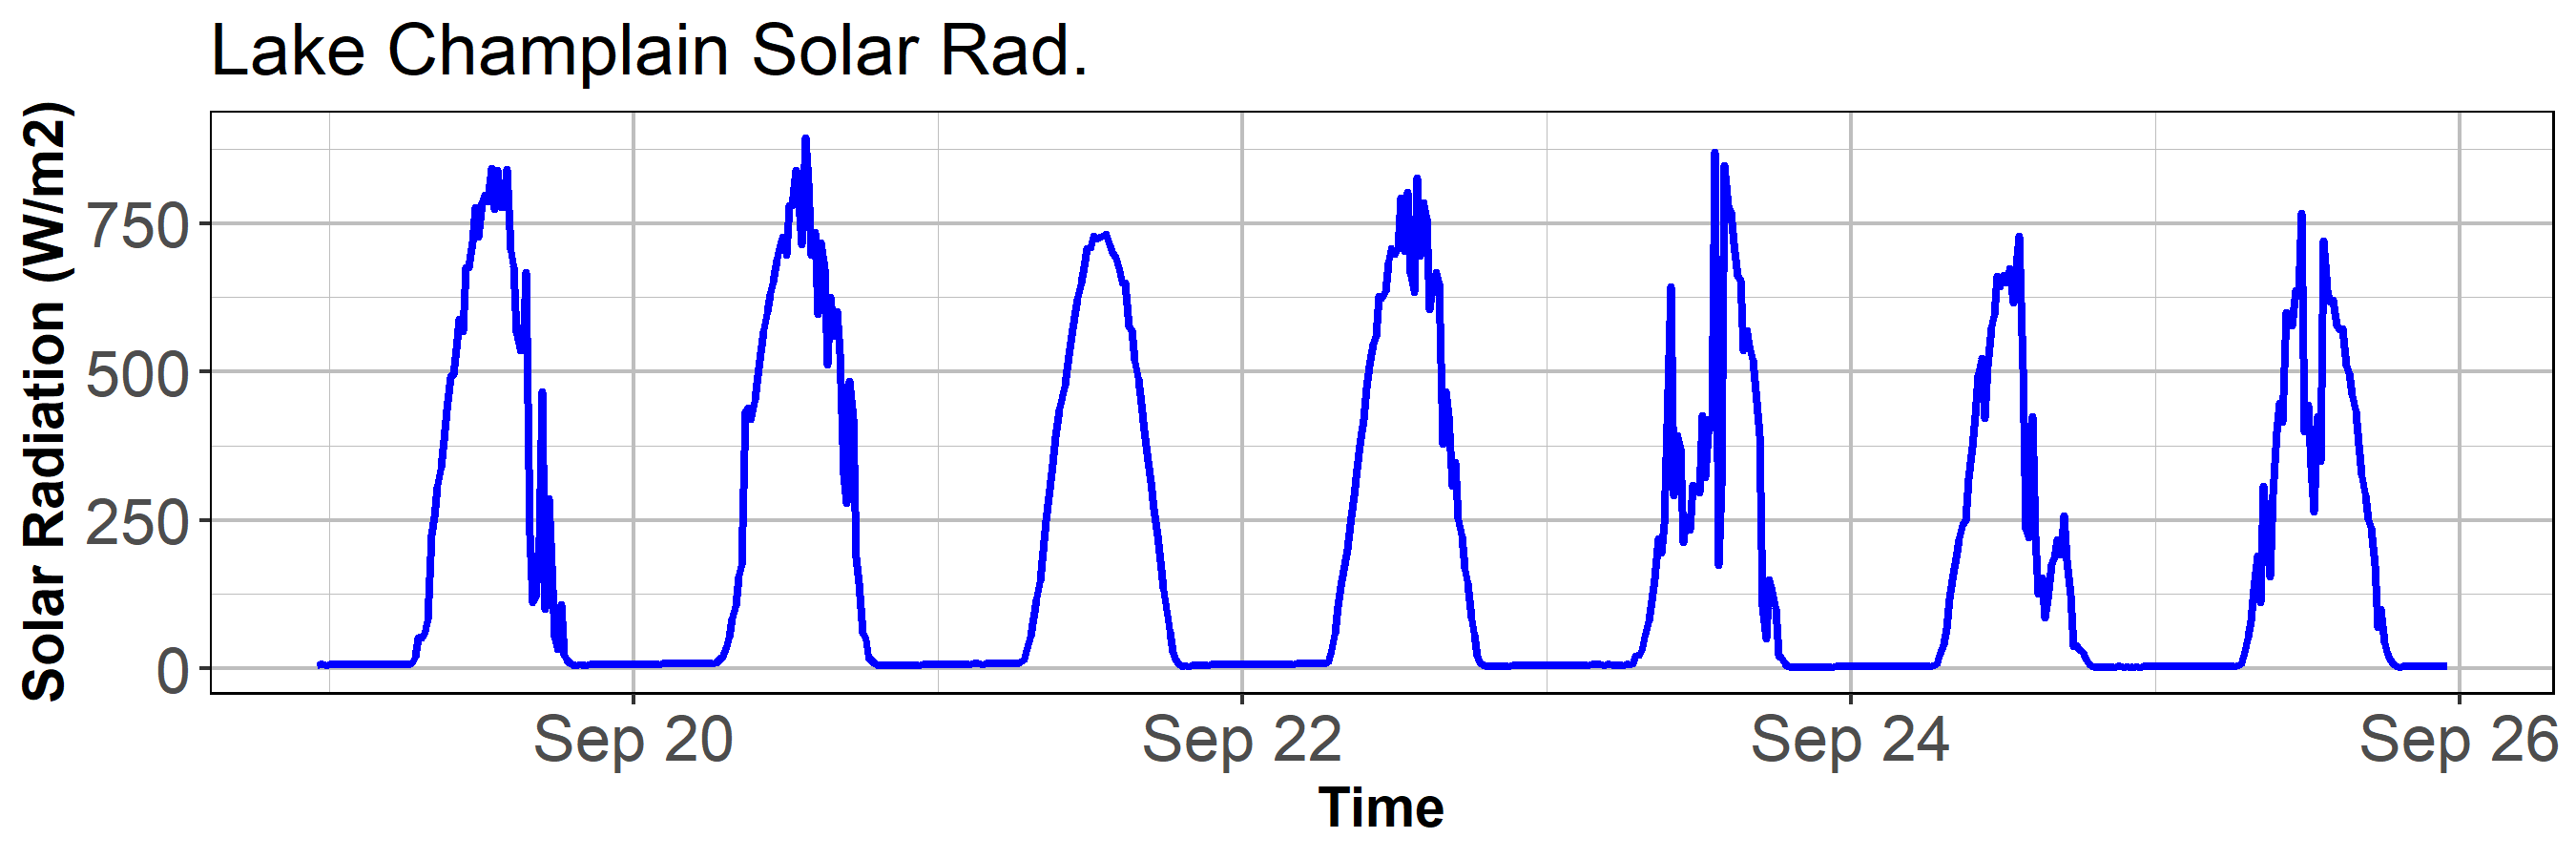 Lake Champlain Solar Rad.
Solar Radiation (W/m2)
750
500
250
0
Sep 20 Sep 22 Sep 24 Sep 26
Time